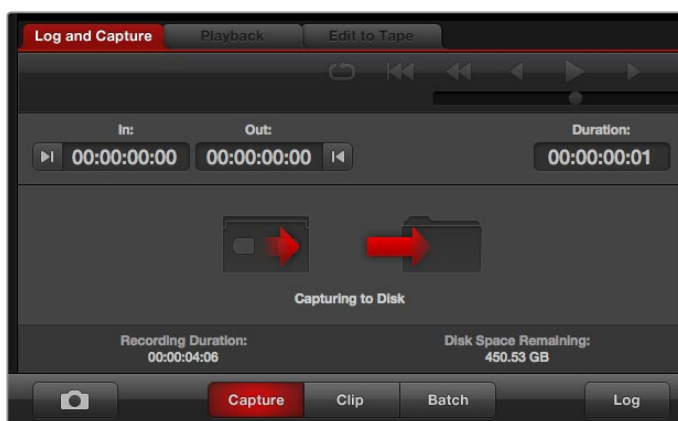 Log and Capture Playback Edit to Tape
In: Out: Duration:
00:00:00:00 00:00:00:00 00:00:00:01
Capturing to Disk
Recording Duration: Disk Space Remaining:
00:00:04:06 450.53 GB
Capture Clip Batch Log